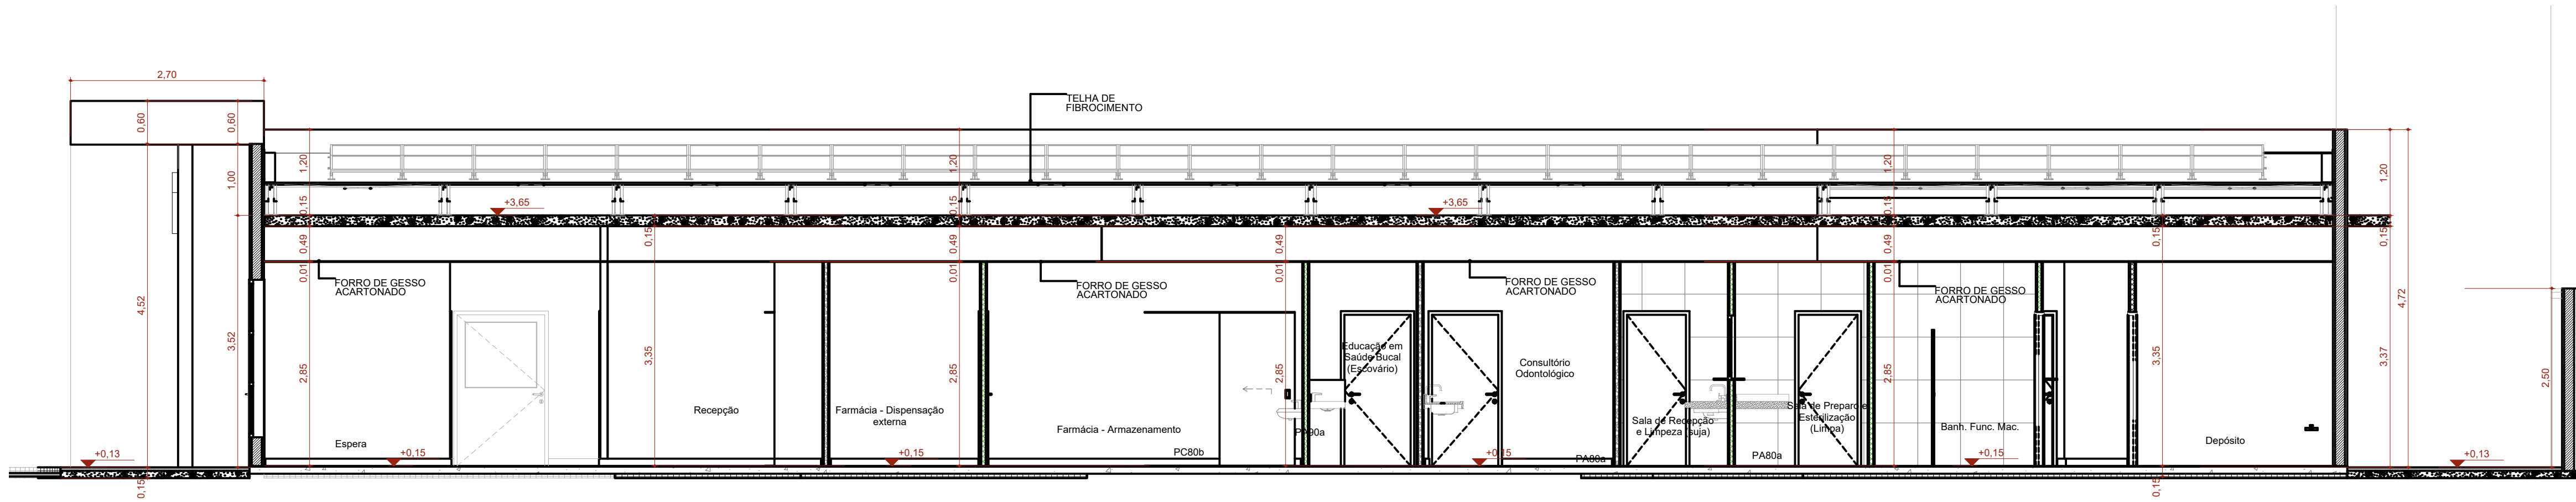 2,70
TELHA DE
FIBROCIMENTO
0,60
0,60
1,20
1,20
1,20
1,20
1,00
0,15
0,15
0,15
+3,65
+3,65
0,15
0,49
0,49
0,49
0,49
0,15
0,15
0,01
0,01
0,01
0,01
FORRO DE GESSO
ACARTONADO
FORRO DE GESSO
ACARTONADO
FORRO DE GESSO
ACARTONADO
FORRO DE GESSO
ACARTONADO
4,52
3,52
2,85
3,35
2,85
2,85
2,85
3,35
3,37
4,72
2,50
Educação em
Saúde Bucal
(Escovário)
Consultório
Odontológico
Recepção
Farmácia - Dispensação
externa
Farmácia - Armazenamento
Sala de Recepção
e Limpeza (suja)
Sala de Preparo e
Esterilização
(Limpa)
Banh. Func. Mac.
Depósito
Espera
PC80b
PA90a
PA80a
PA80a
+0,13
+0,15
+0,15
+0,15
+0,15
+0,13
0,15
0,15